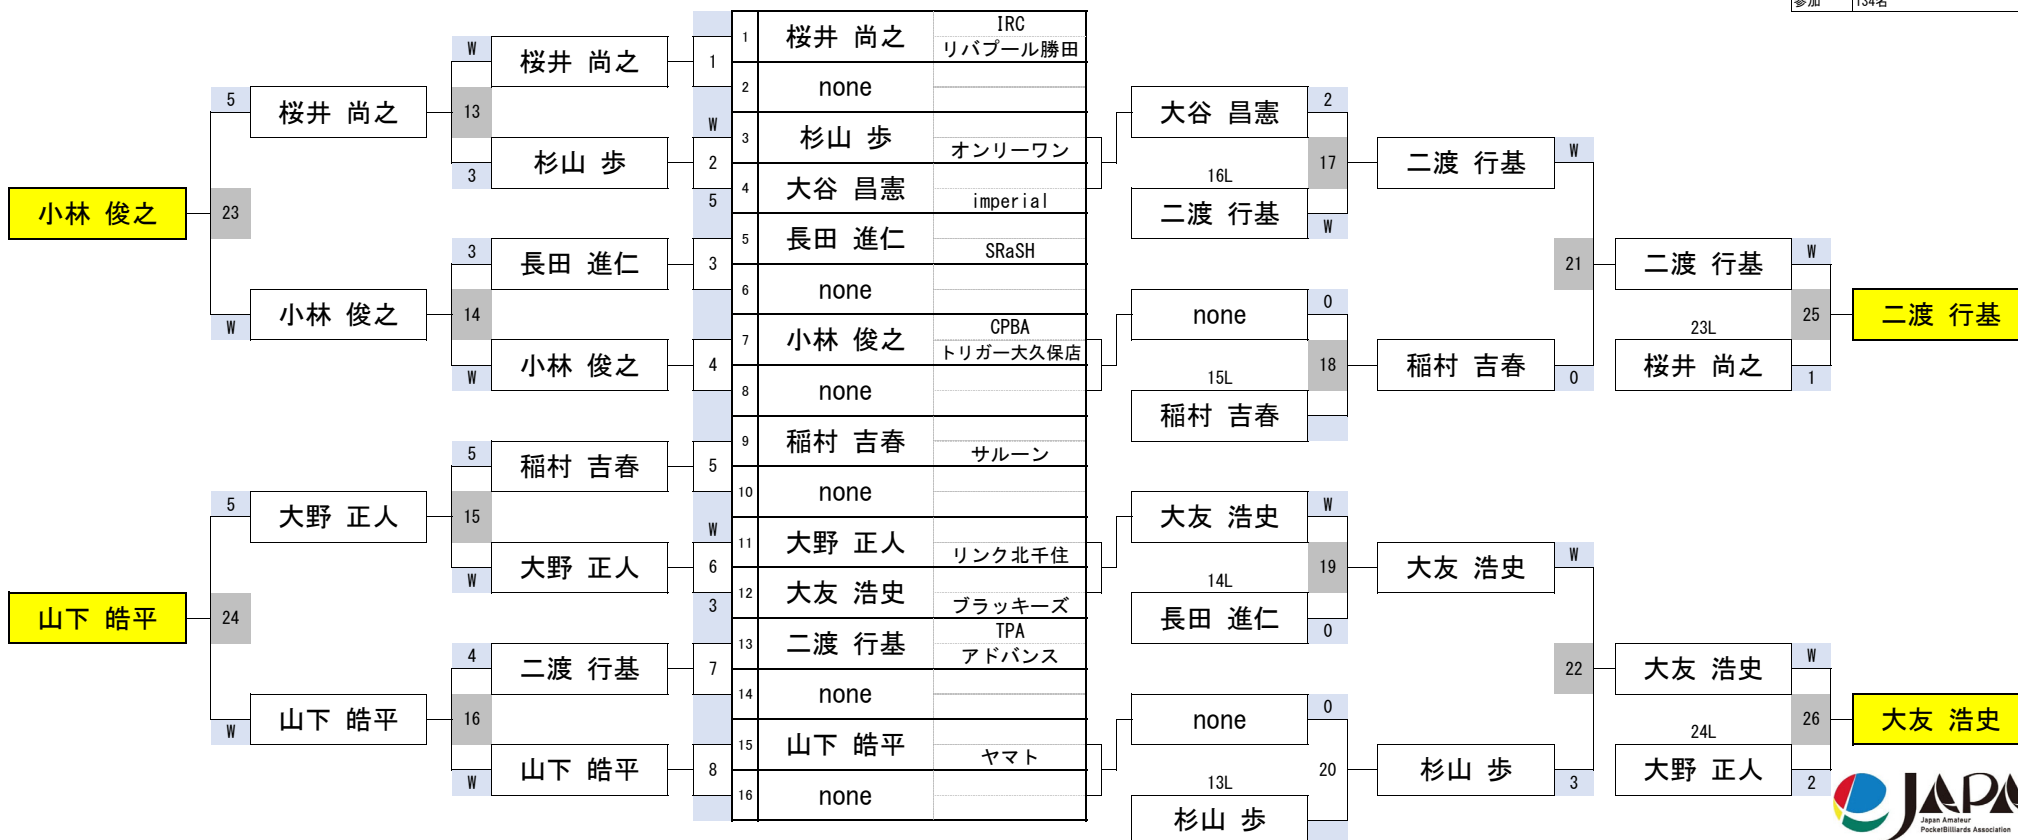 参加 134名
1 桜井 尚之 IRC
リバプール勝田
2 none
3 杉山 歩 オンリーワン
4 大谷 昌憲 imperial
5 長田 進仁 SRaSH
6 none
7 小林 俊之 CPBA
トリガー大久保店
8 none
9 稲村 吉春 サルーン
10 none
11 大野 正人 リンク北千住
12 大友 浩史 ブラッキーズ
13 二渡 行基 TPA
アドバンス
14 none
15 山下 皓平 ヤマト
16 none
桜井 尚之 1
W
杉山 歩 2
5
長田 進仁 3
小林 俊之 4
稲村 吉春 5
W
大野 正人 6
3
二渡 行基 7
山下 皓平 8
W
13
3
3
14
W
5
15
W
4
16
W
5 桜井 尚之
23
W 小林 俊之
5 大野 正人
24
W 山下 皓平
小林 俊之
山下 皓平
大谷 昌憲 2
16L 17
二渡 行基 W
none 0
15L 18
稲村 吉春
大友 浩史 W
14L 19
長田 進仁 0
none 0
13L 20
杉山 歩
二渡 行基 W
21
稲村 吉春 0
大友 浩史 W
22
杉山 歩 3
二渡 行基 W
23L 25
桜井 尚之 1
大友 浩史 W
24L 26
大野 正人 2
二渡 行基
大友 浩史
JAPA
Japan Amateur
PocketBilliards Association